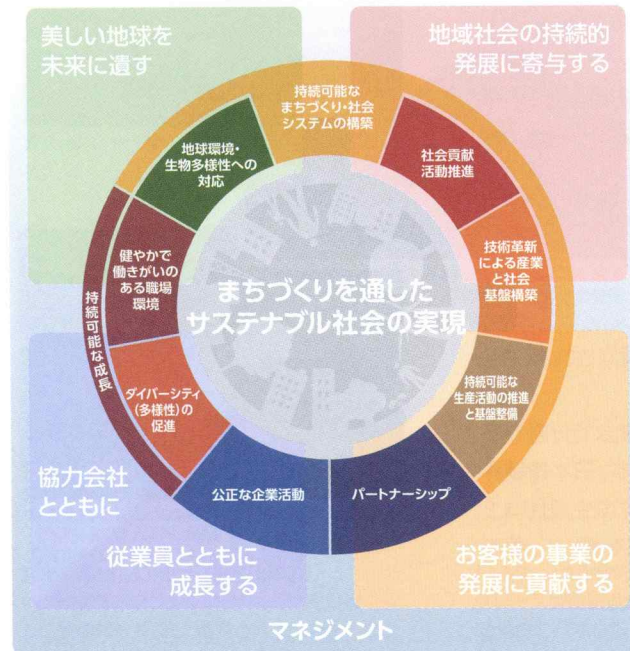 美しい地球を
未来に遺す
地域社会の持続的
発展に寄与する
持続可能な
まちづくり・社会
システムの構築
地球環境・
生物多様性への
対応
社会貢献
活動推進
健やかで
働きがいの
ある職場
環境
技術革新
による産業
と社会
基盤構築
まちづくりを通した
サステナブル社会の実現
持続可能な成長
ダイバーシティ
(多様性)の
促進
持続可能な
生産活動の推進
と基盤整備
公正な企業活動
パートナーシップ
協力会社
とともに
従業員とともに
成長する
お客様の事業の
発展に貢献する
マネジメント